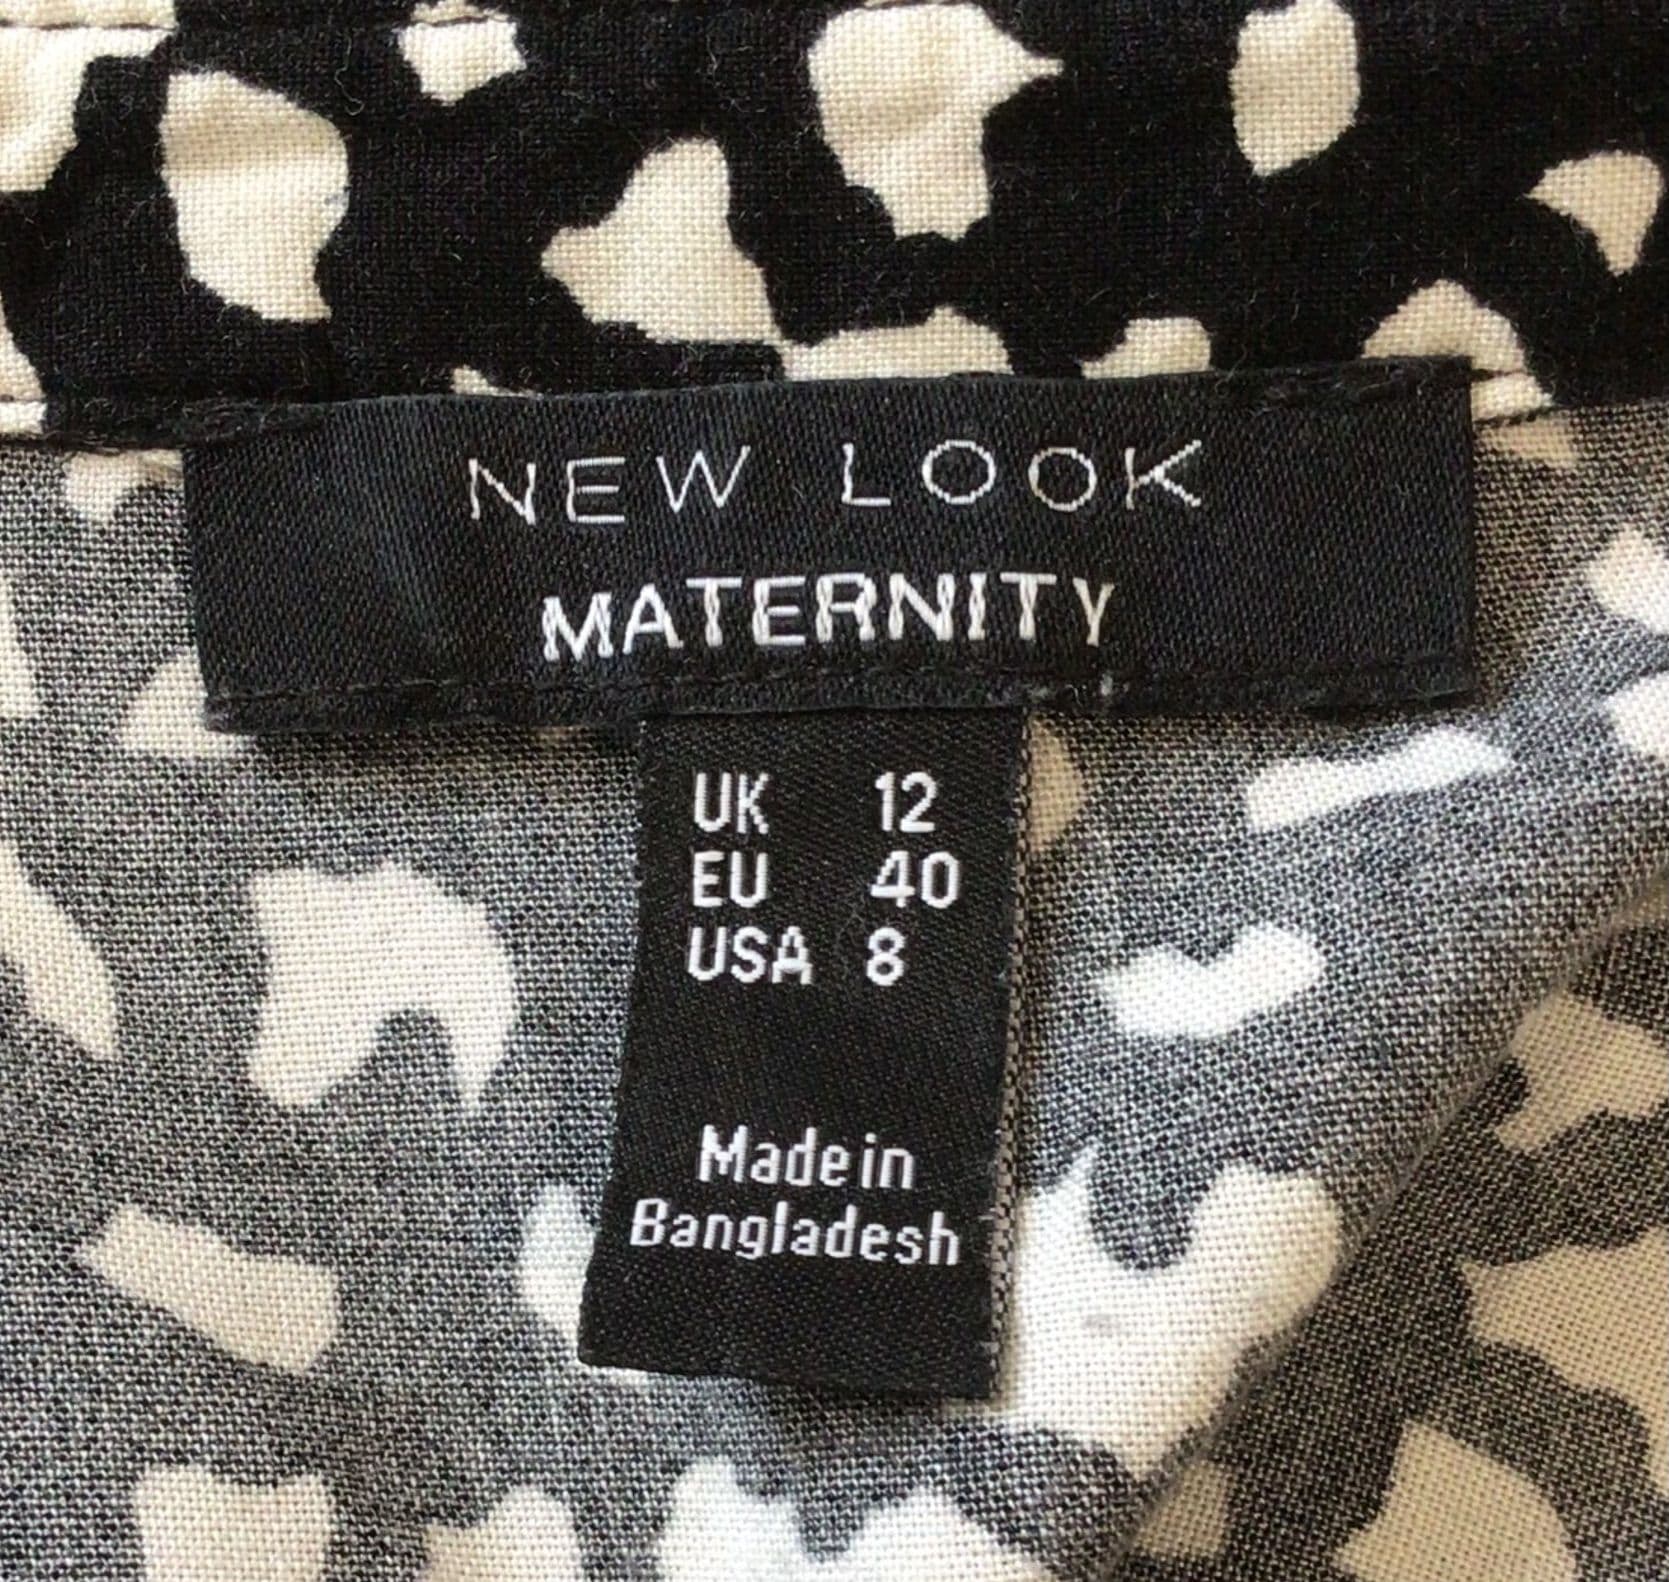 NEW LOOK
MATERNITY
UK 12
EU 40
USA 8
Made in
Bangladesh